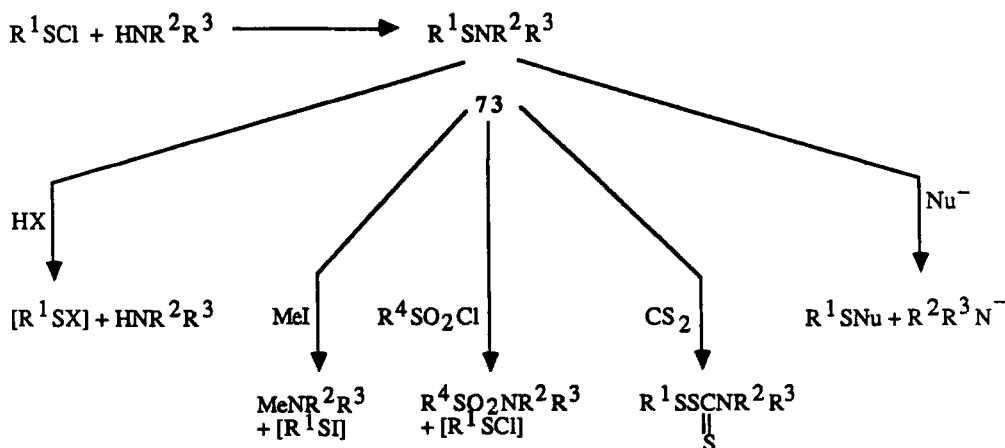 R¹SCl + HNR²R³ R¹SNR²R³
73
HX Nu⁻
[R¹SX] + HNR²R³ MeI R⁴SO₂Cl CS₂ R¹SNu + R²R³N⁻
MeNR²R³ R⁴SO₂NR²R³ R¹SSCNR²R³
+ [R¹SI] + [R¹SCl] S